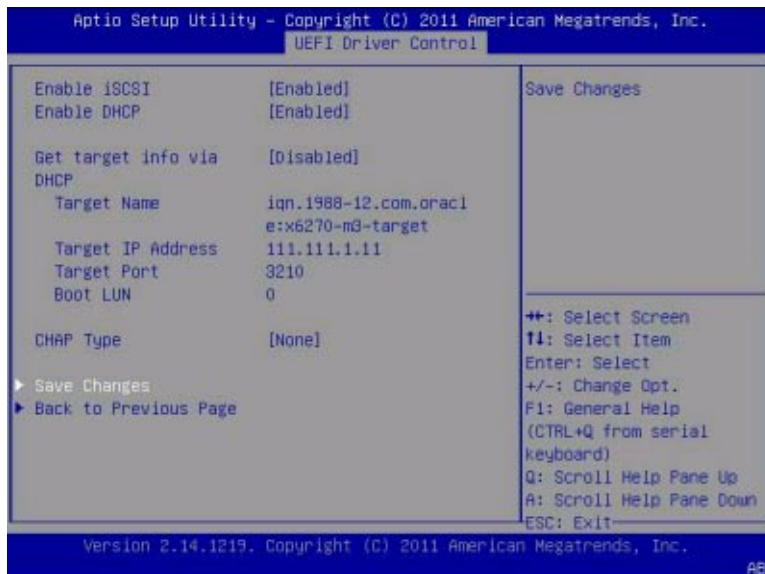 Aptio Setup Utility – Copyright (C) 2011 American Megatrends, Inc.
UEFI Driver Control
Enable iSCSI [Enabled]
Enable DHCP [Enabled]
Get target info via [Disabled]
DHCP
Target Name iqn.1988-12.com.oracl
e:x6270-m3-target
Target IP Address 111.111.1.11
Target Port 3210
Boot LUN 0
CHAP Type [None]
Save Changes
Back to Previous Page
Save Changes
→←: Select Screen
↑↓: Select Item
Enter: Select
+/-: Change Opt.
F1: General Help
(CTRL+Q from serial
keyboard)
Q: Scroll Help Pane Up
A: Scroll Help Pane Down
ESC: Exit
Version 2.14.1219. Copyright (C) 2011 American Megatrends, Inc.
AB